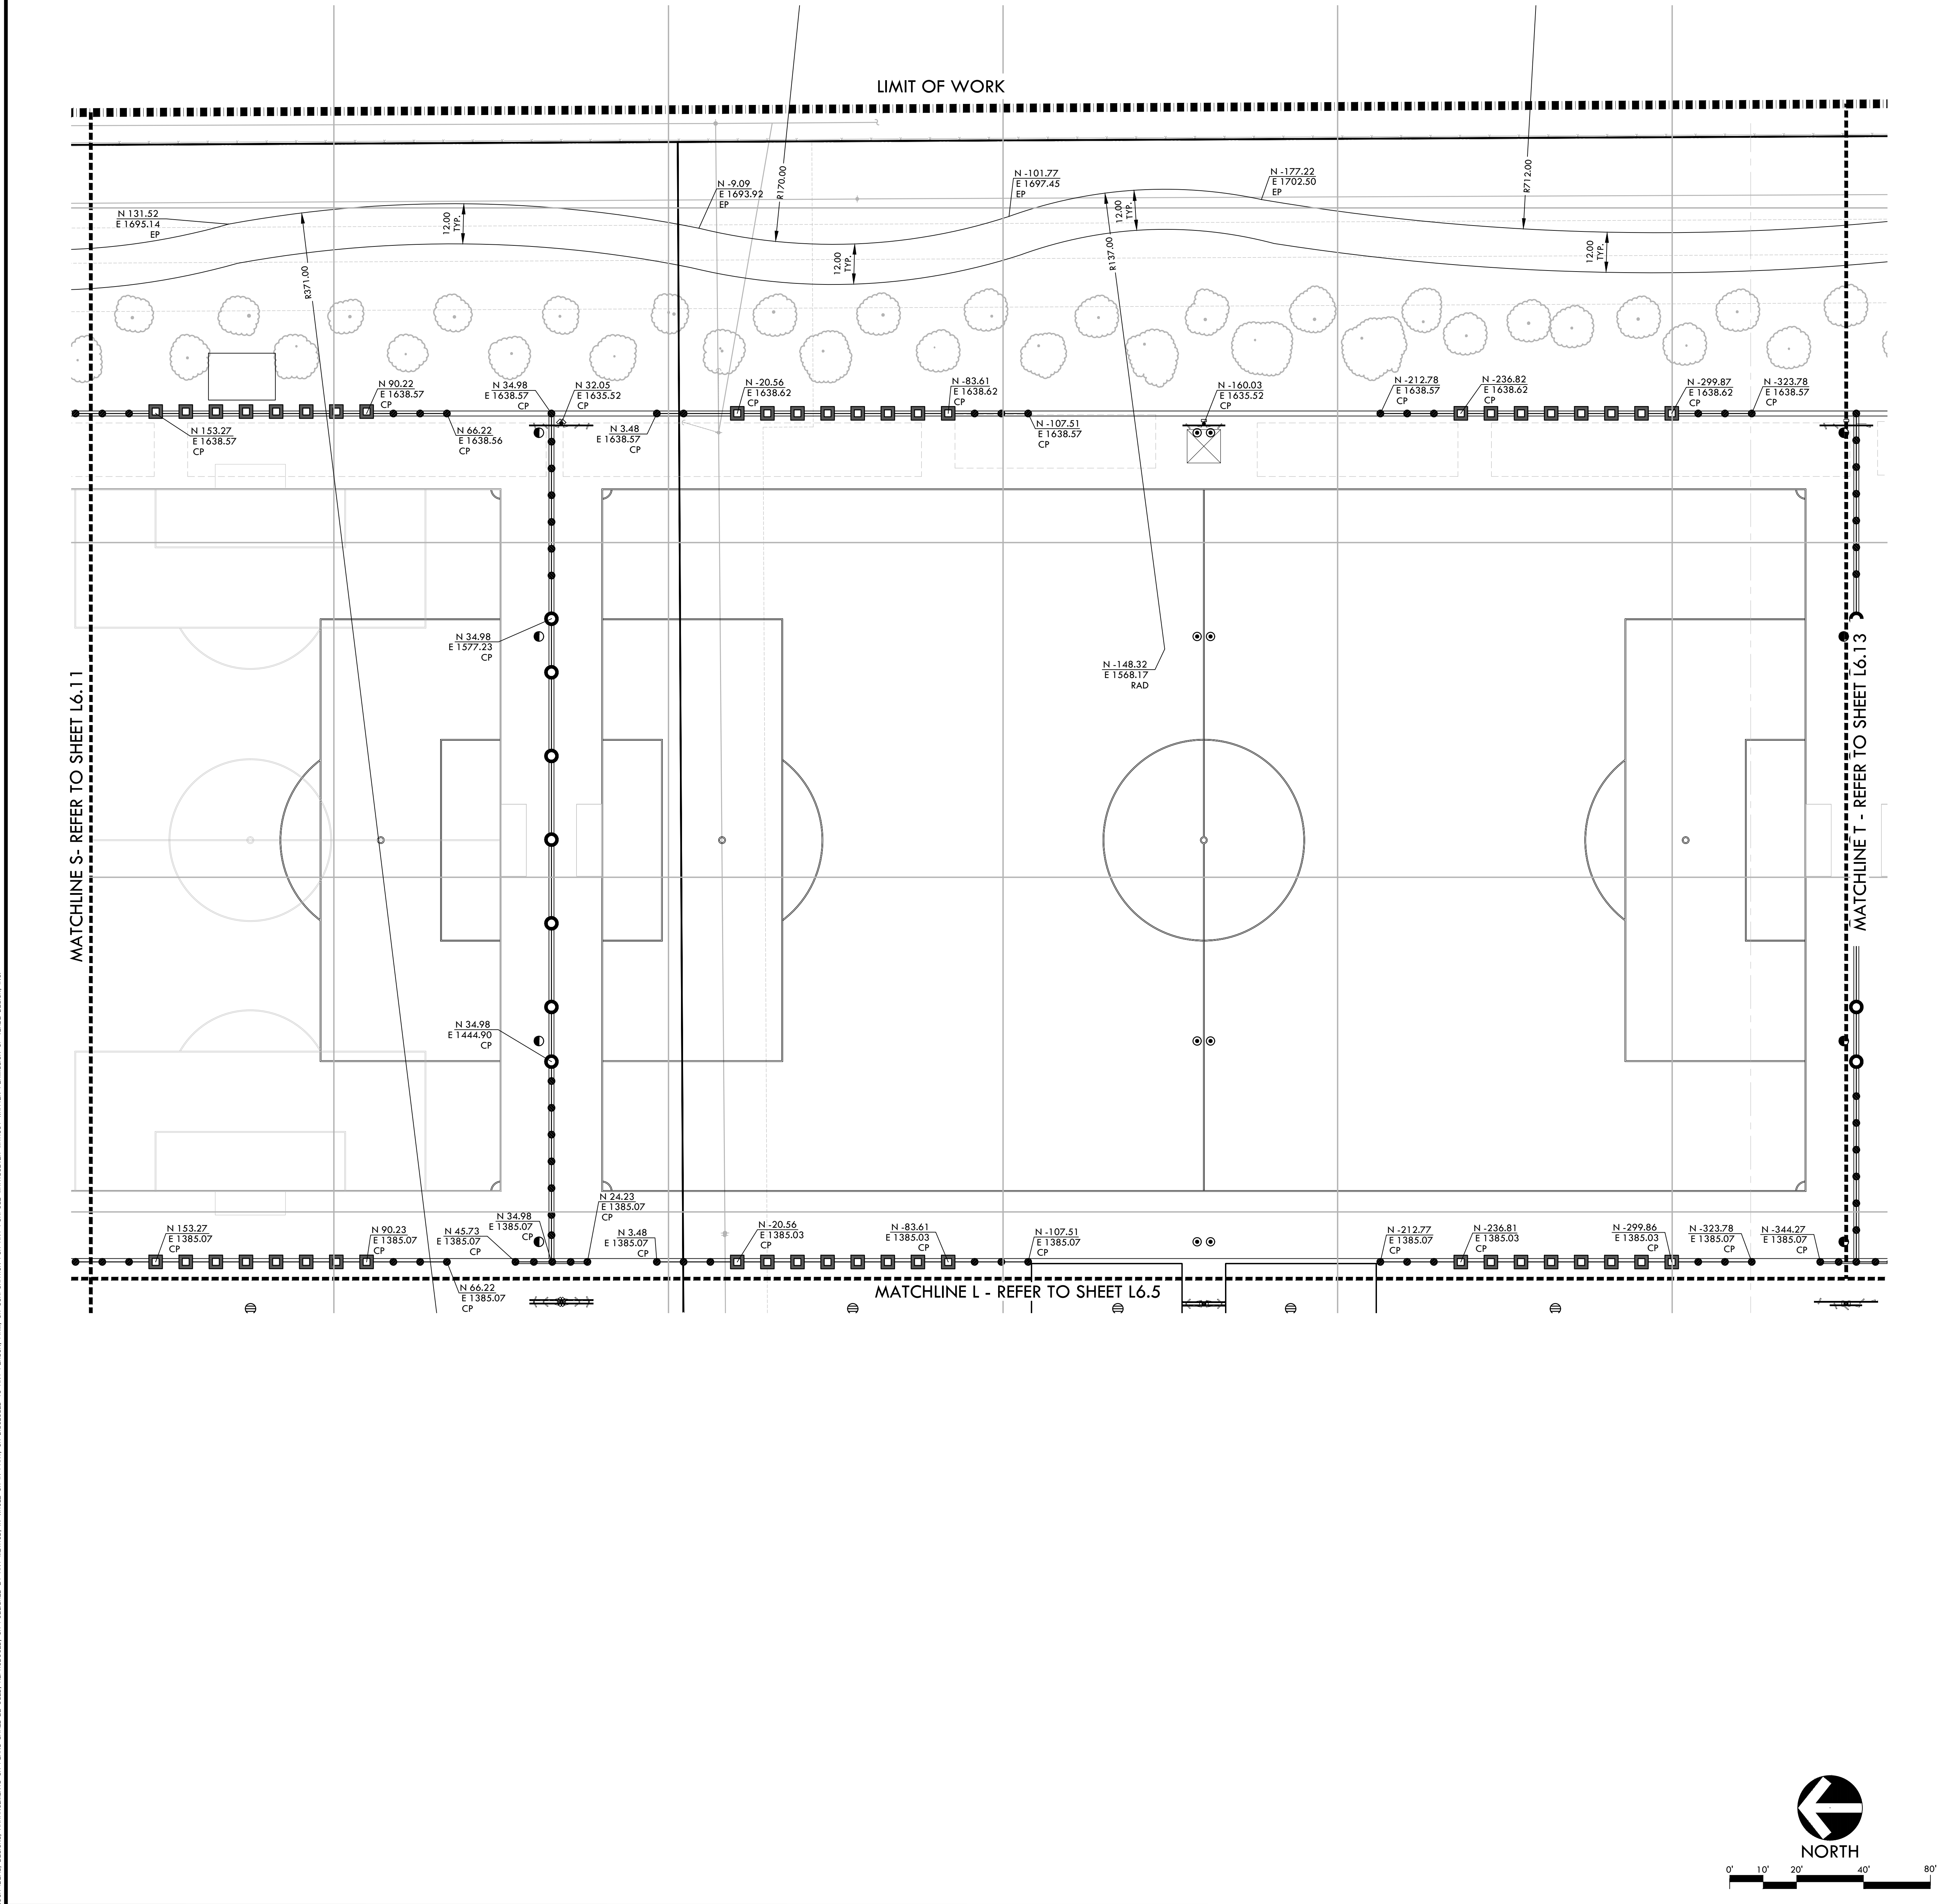 LIMIT OF WORK
R170.00
R712.00
N -101.77
E 1697.45
EP
N -177.22
E 1702.50
EP
N -9.09
E 1693.92
EP
N 131.52
E 1695.14
EP
12.00
TYP.
12.00
TYP.
12.00
TYP.
12.00
TYP.
R371.00
R137.00
N 90.22
E 1638.57
CP
N 34.98
E 1638.57
CP
N 32.05
E 1635.52
CP
N -20.56
E 1638.62
CP
N -83.61
E 1638.62
CP
N -160.03
E 1635.52
CP
N -212.78
E 1638.57
CP
N -236.82
E 1638.62
CP
N -299.87
E 1638.62
CP
N -323.78
E 1638.57
CP
N 153.27
E 1638.57
CP
N 66.22
E 1638.56
CP
N 3.48
E 1638.57
CP
N -107.51
E 1638.57
CP
N 34.98
E 1577.23
CP
N -148.32
E 1568.17
RAD
MATCHLINE S- REFER TO SHEET L6.11
MATCHLINE T - REFER TO SHEET L6.13
N 34.98
E 1444.90
CP
N 24.23
E 1385.07
CP
N 153.27
E 1385.07
CP
N 90.23
E 1385.07
CP
N 45.73
E 1385.07
CP
N 34.98
E 1385.07
CP
N 3.48
E 1385.07
CP
N -20.56
E 1385.03
CP
N -83.61
E 1385.03
CP
N -107.51
E 1385.07
CP
N -212.77
E 1385.07
CP
N -236.81
E 1385.03
CP
N -299.86
E 1385.03
CP
N -323.78
E 1385.07
CP
N -344.27
E 1385.07
CP
N 66.22
E 1385.07
CP
MATCHLINE L - REFER TO SHEET L6.5
NORTH
0' 10' 20' 40' 80'